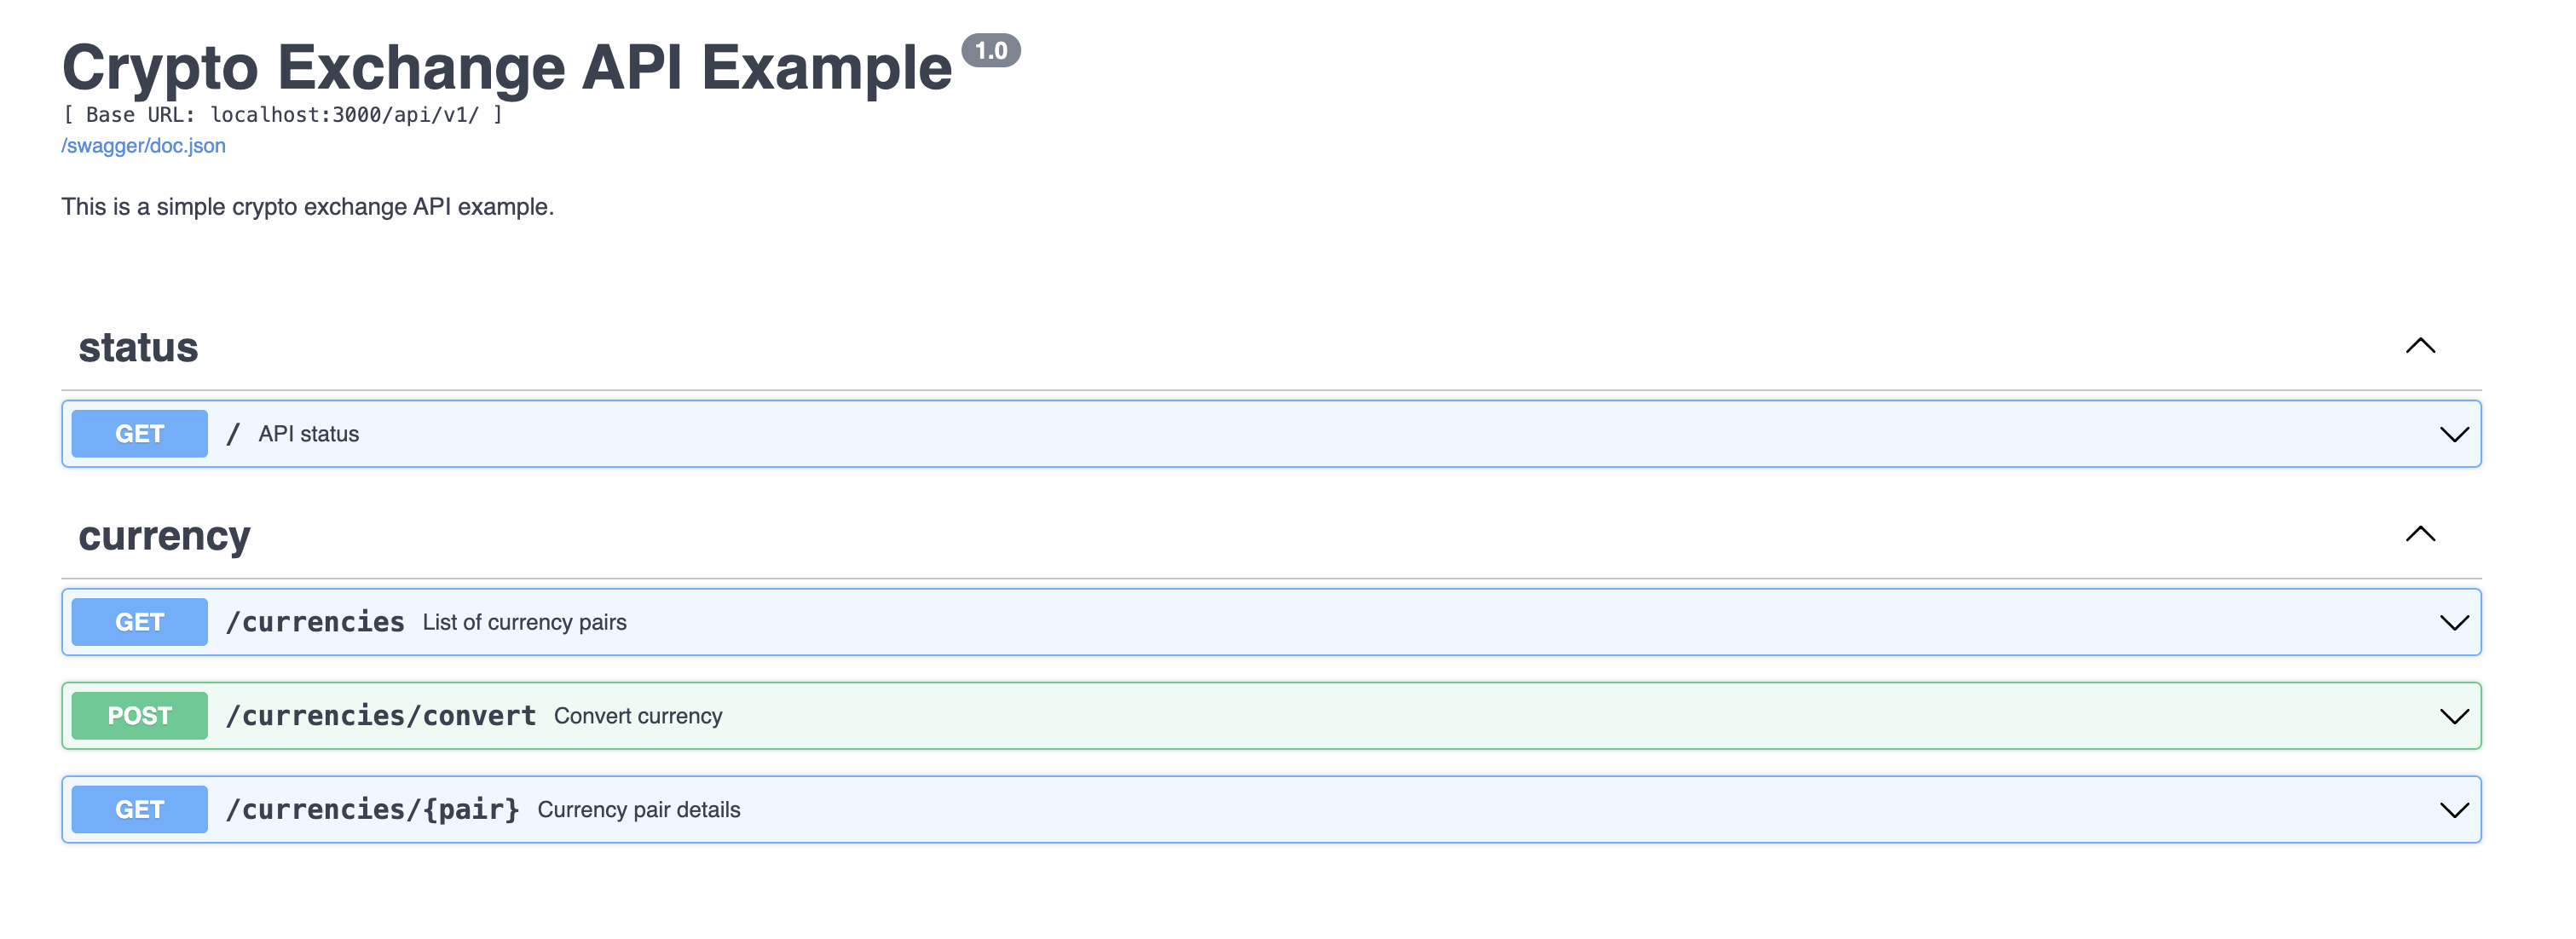 Crypto Exchange API Example 1.0
[ Base URL: localhost:3000/api/v1/ ]
/swagger/doc.json
This is a simple crypto exchange API example.
status
GET / API status
currency
GET /currencies List of currency pairs
POST /currencies/convert Convert currency
GET /currencies/{pair} Currency pair details